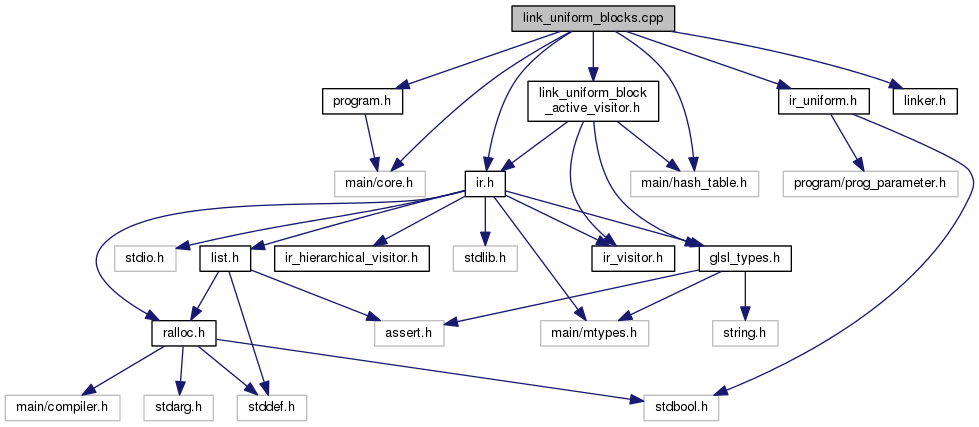 link_uniform_blocks.cpp
program.h
link_uniform_block
_active_visitor.h
ir_uniform.h
linker.h
main/core.h
ir.h
main/hash_table.h
program/prog_parameter.h
stdio.h
list.h
ir_hierarchical_visitor.h
stdlib.h
ir_visitor.h
glsl_types.h
ralloc.h
assert.h
main/mtypes.h
string.h
main/compiler.h
stdarg.h
stddef.h
stdbool.h